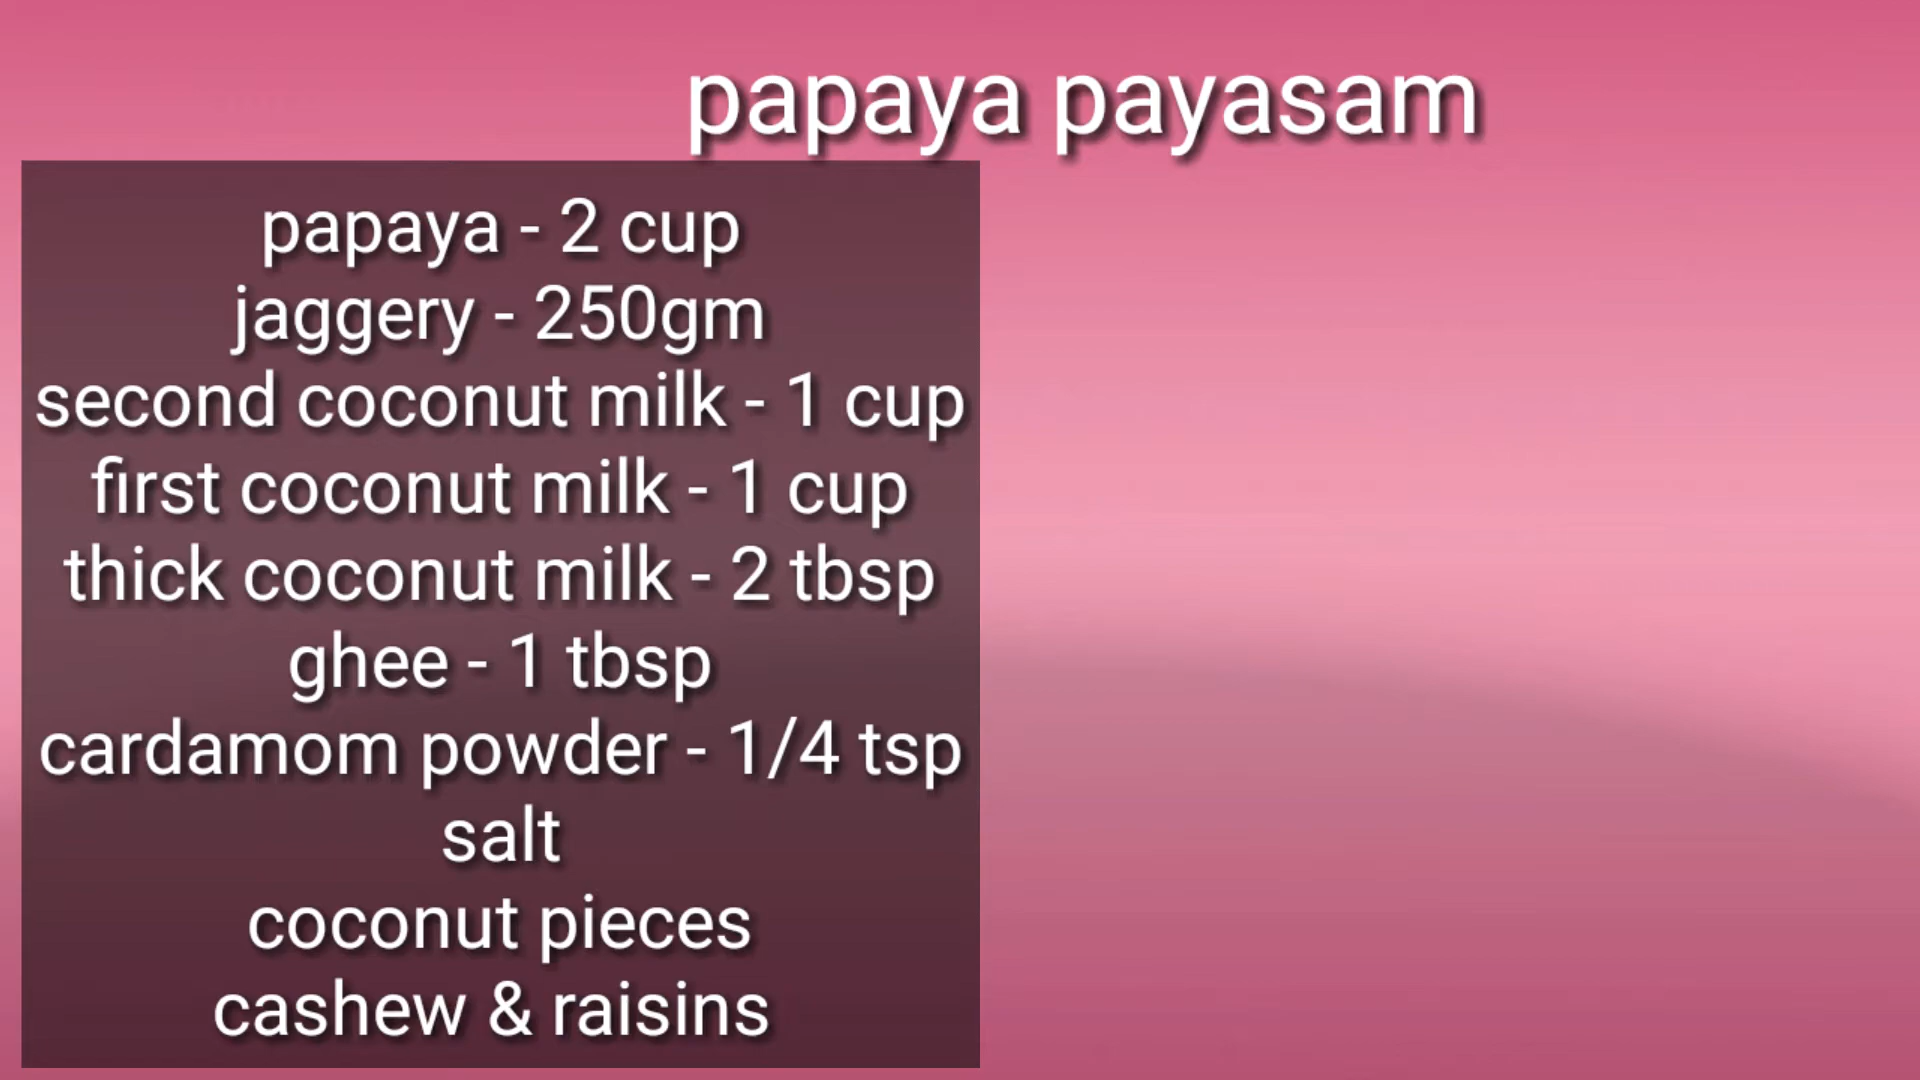 papaya payasam
papaya - 2 cup
jaggery - 250gm
second coconut milk - 1 cup
first coconut milk - 1 cup
thick coconut milk - 2 tbsp
ghee - 1 tbsp
cardamom powder - 1/4 tsp
salt
coconut pieces
cashew & raisins